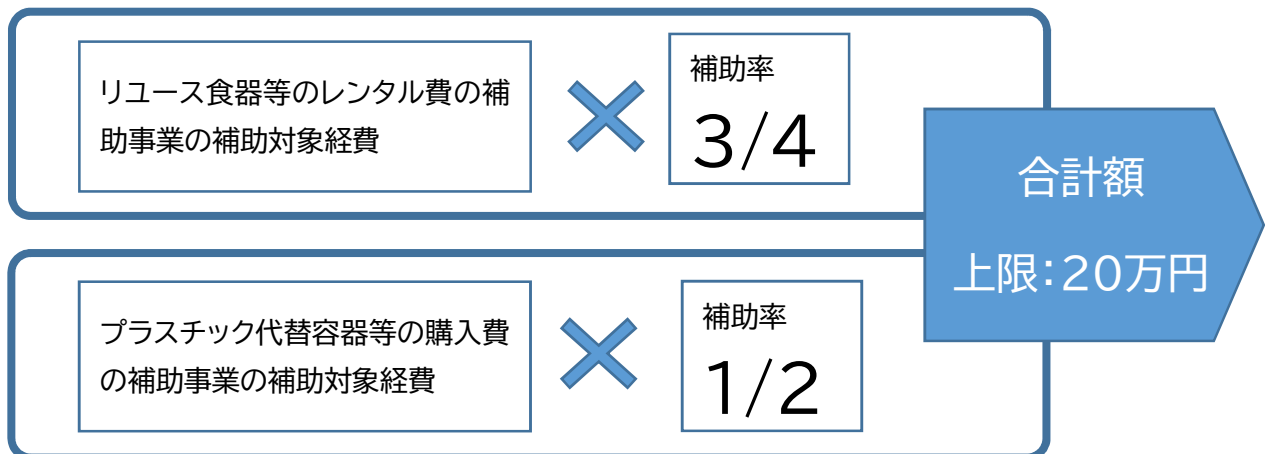 リユース食器等のレンタル費の補
助事業の補助対象経費
補助率
3/4
合計額
上限：20万円
プラスチック代替容器等の購入費
の補助事業の補助対象経費
補助率
1/2